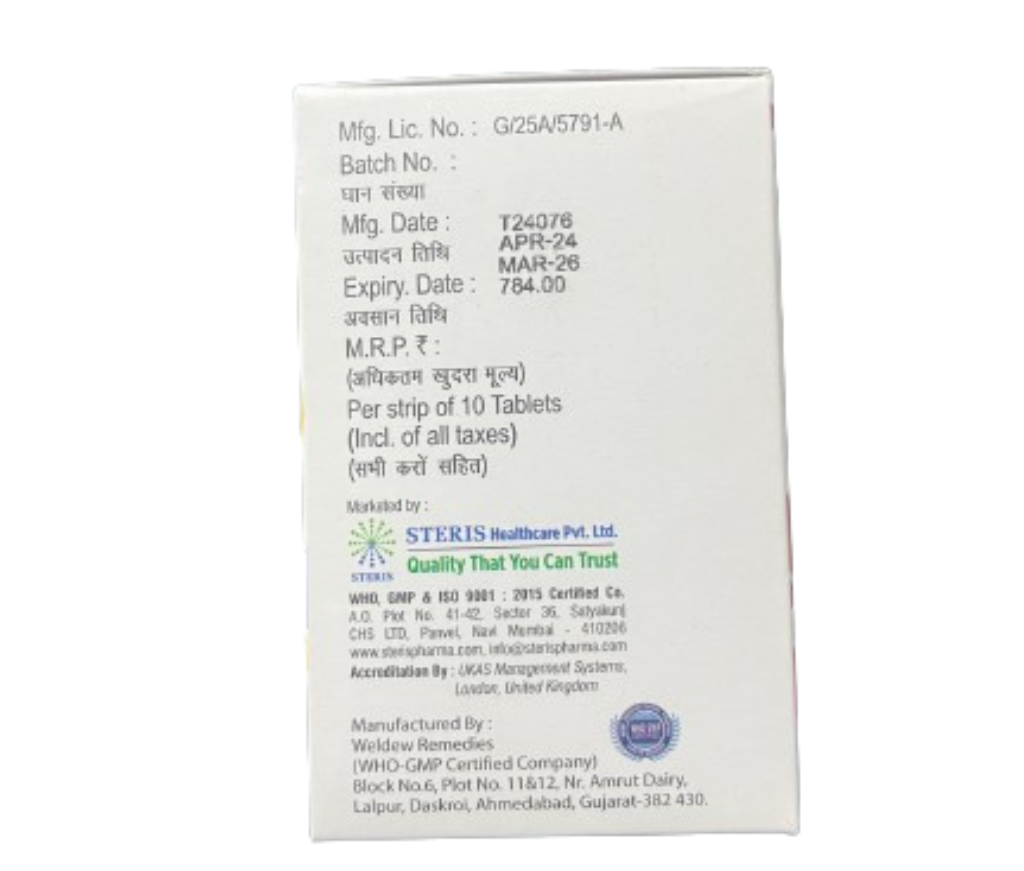 Mfg. Lic. No. : G/25A/5791-A
Batch No. :
घान संख्या
Mfg. Date : T24076
उत्पादन तिथि APR-24
MAR-26
Expiry. Date : 784.00
अवसान तिथि
M.R.P. ₹ :
(अधिकतम खुदरा मूल्य)
Per strip of 10 Tablets
(Incl. of all taxes)
(सभी करों सहित)
Marketed by :
STERIS Healthcare Pvt. Ltd.
Quality That You Can Trust
STERIS
WHO, GMP & ISO 9001 : 2015 Certified Co.
A.O. Plot No. 41-42, Sector 36, Satyakunj
CHS LTD, Panvel, Navi Mumbai - 410206
www.sterispharma.com, info@sterispharma.com
Accreditation By : UKAS Management Systems,
London, United Kingdom
Manufactured By :
Weldew Remedies
(WHO-GMP Certified Company)
Block No.6, Plot No. 11&12, Nr. Amrut Dairy,
Lalpur, Daskroi, Ahmedabad, Gujarat-382 430.